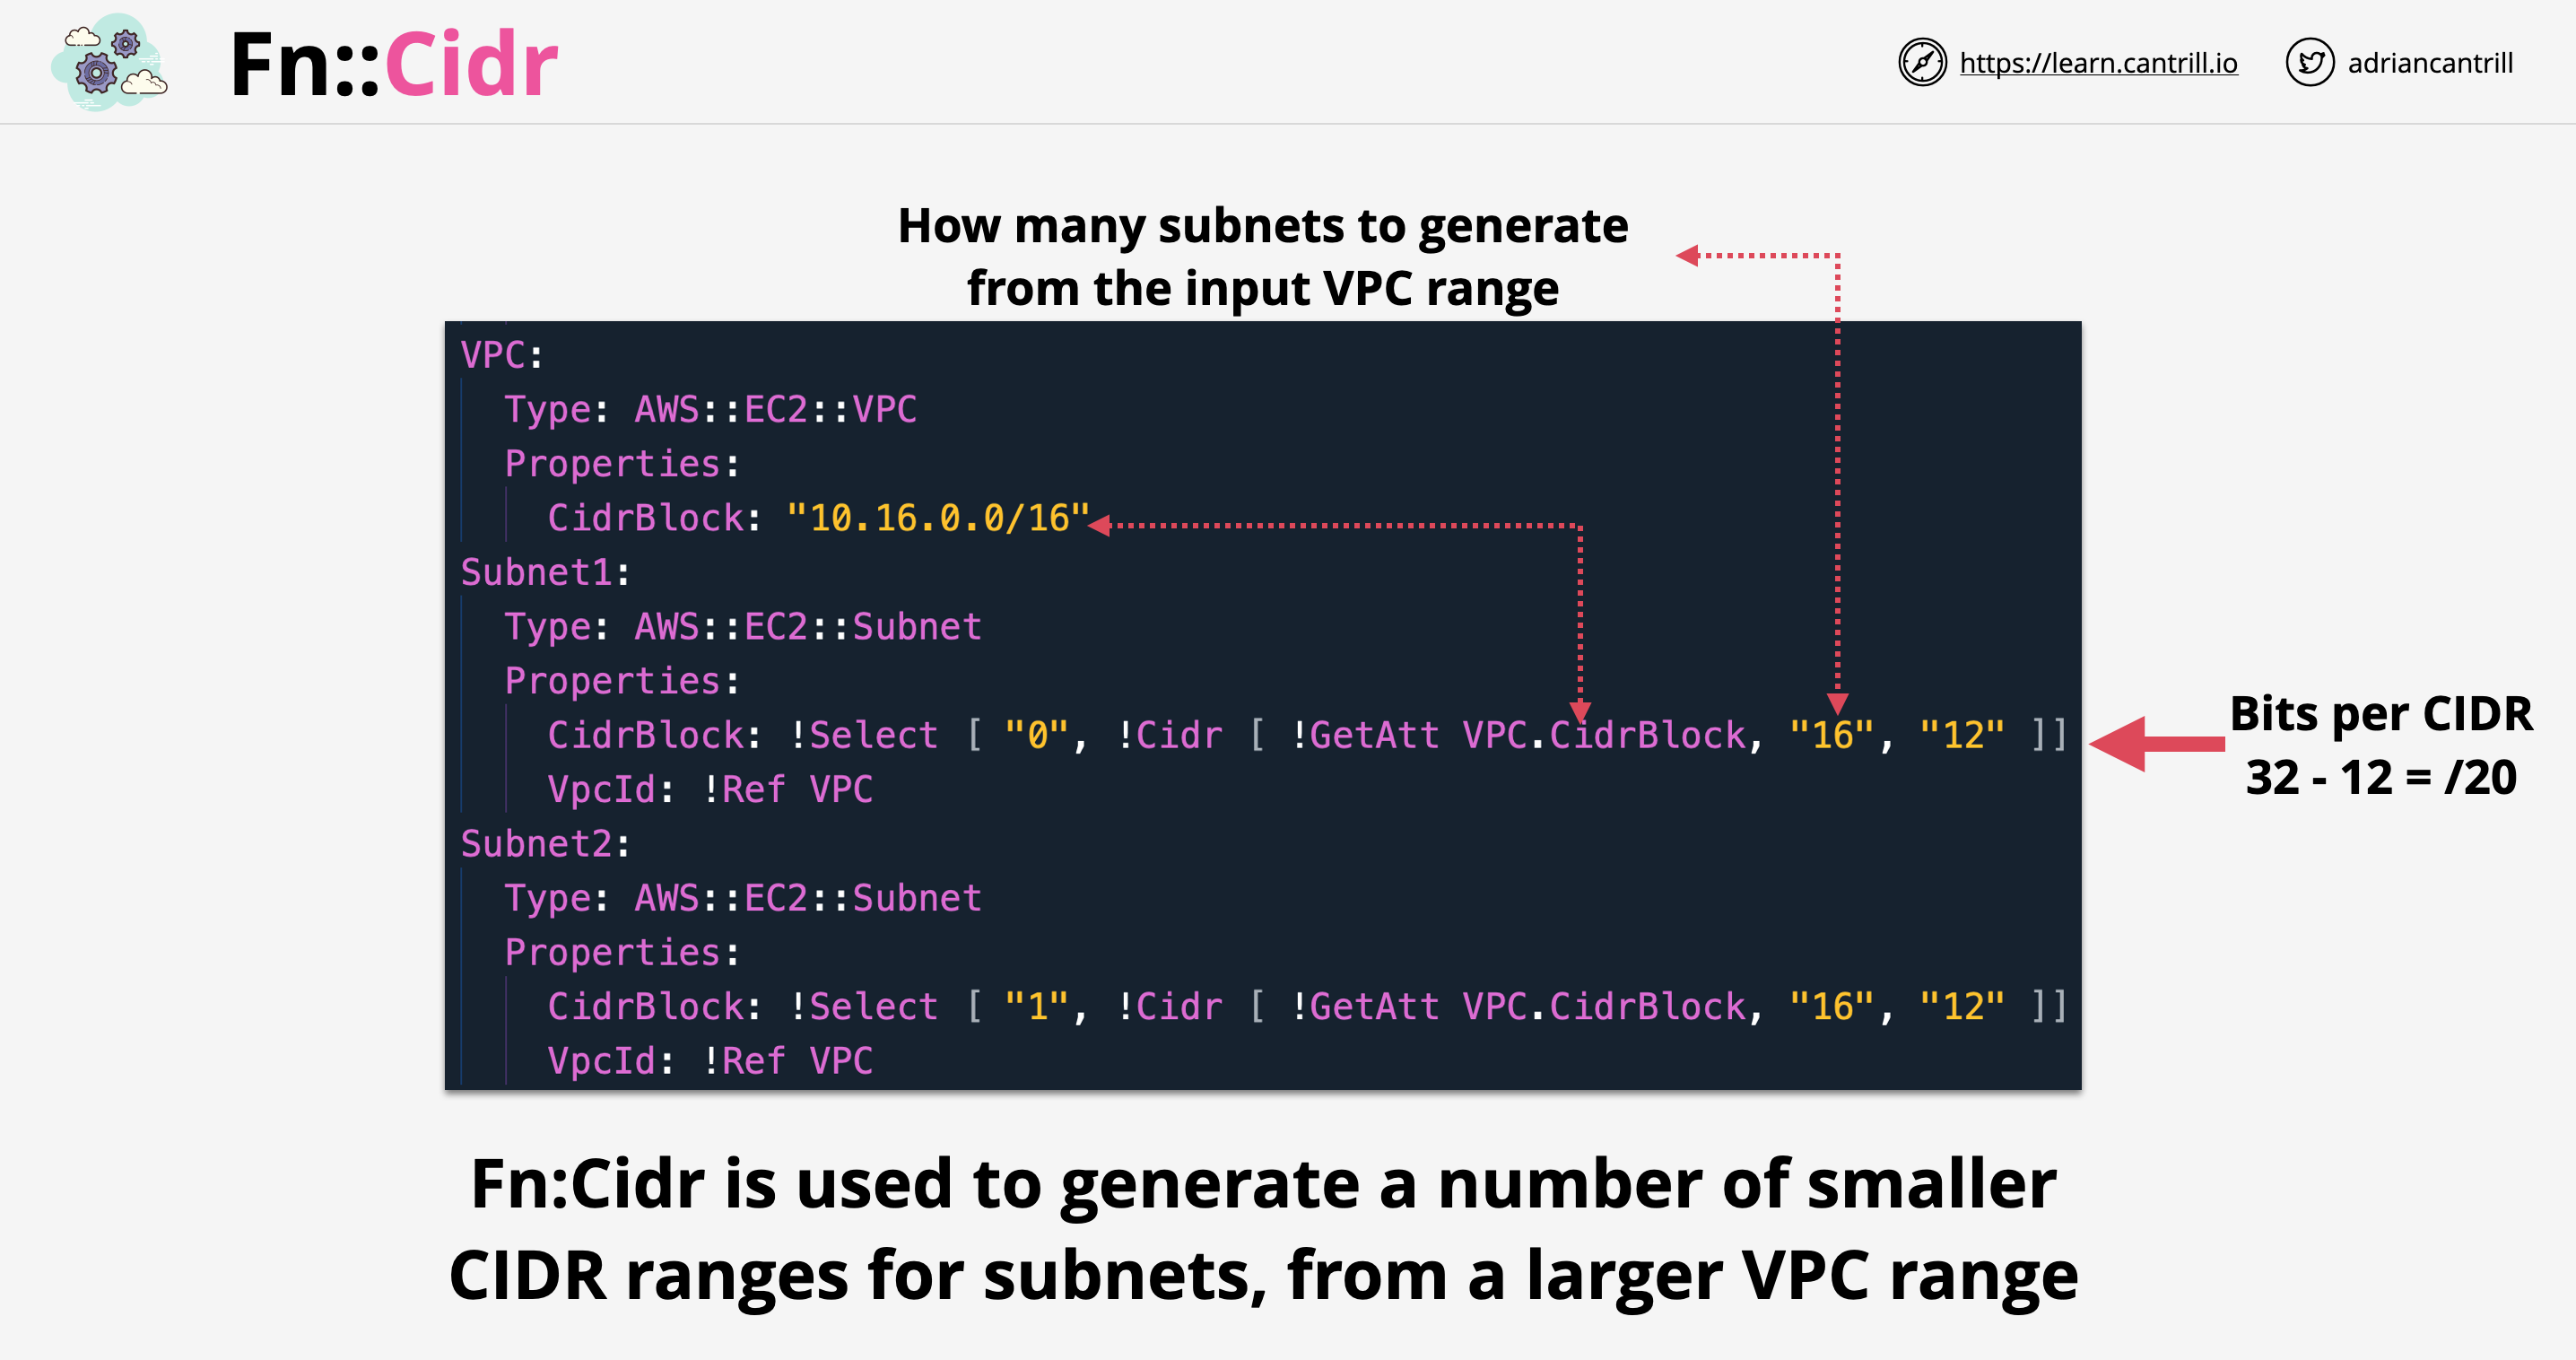 Fn::Cidr
https://learn.cantrill.io
adriancantrill
How many subnets to generate
from the input VPC range
VPC:
Type: AWS::EC2::VPC
Properties:
CidrBlock: "10.16.0.0/16"
Subnet1:
Type: AWS::EC2::Subnet
Properties:
CidrBlock: !Select [ "0", !Cidr [ !GetAtt VPC.CidrBlock, "16", "12" ]]
VpcId: !Ref VPC
Subnet2:
Type: AWS::EC2::Subnet
Properties:
CidrBlock: !Select [ "1", !Cidr [ !GetAtt VPC.CidrBlock, "16", "12" ]]
VpcId: !Ref VPC
Bits per CIDR
32 - 12 = /20
Fn:Cidr is used to generate a number of smaller
CIDR ranges for subnets, from a larger VPC range